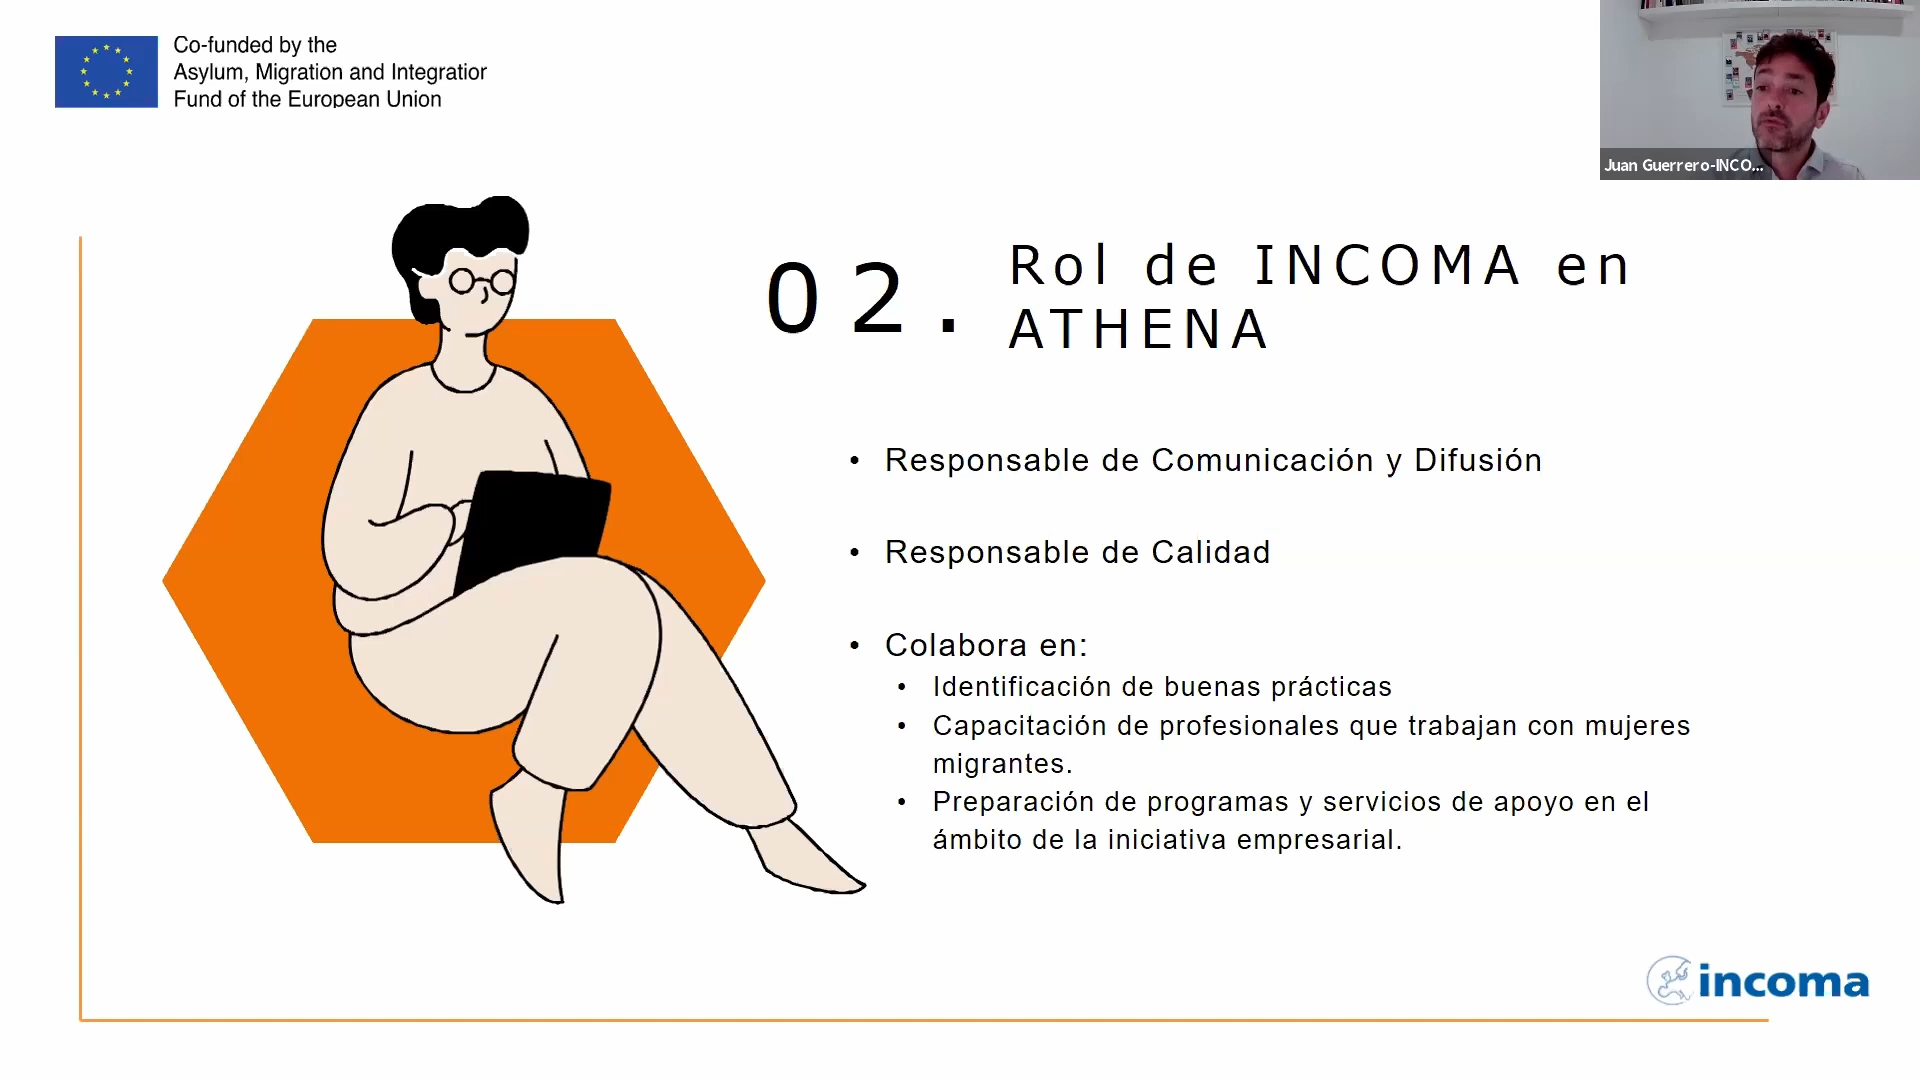 Co-funded by the
Asylum, Migration and Integratior
Fund of the European Union
Juan Guerrero-INCO...
02.
Rol de INCOMA en
ATHENA
• Responsable de Comunicación y Difusión
• Responsable de Calidad
• Colabora en:
• Identificación de buenas prácticas
• Capacitación de profesionales que trabajan con mujeres
migrantes.
• Preparación de programas y servicios de apoyo en el
ámbito de la iniciativa empresarial.
incoma